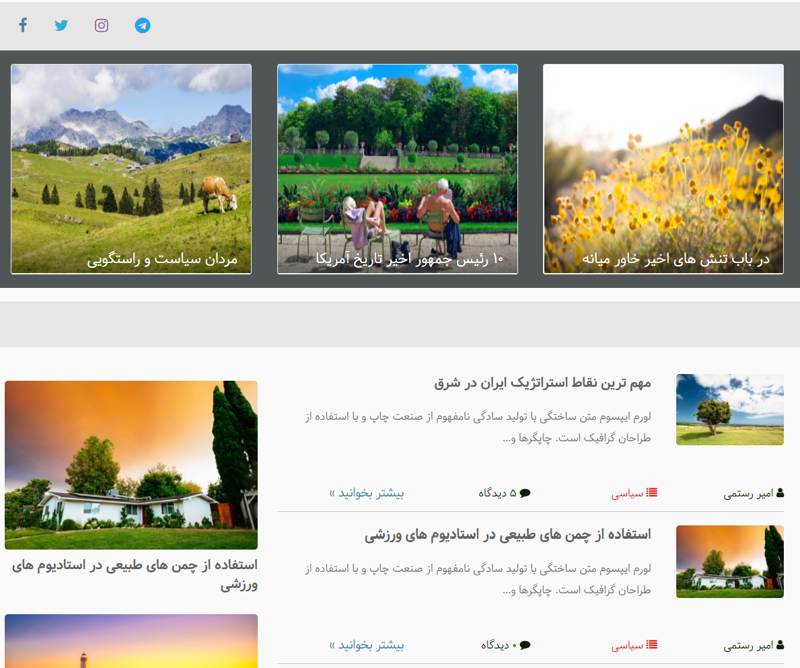 در باب تنش های اخیر خاور میانه
۱۰ رئیس جمهور اخیر تاریخ آمریکا
مردان سیاست و راستگویی
مهم ترین نقاط استراتژیک ایران در شرق
لورم ایپسوم متن ساختگی با تولید سادگی نامفهوم از صنعت چاپ و با استفاده از
طراحان گرافیک است. چاپگرها و...
امیر رستمی
سیاسی
۵ دیدگاه
بیشتر بخوانید »
استفاده از چمن های طبیعی در استادیوم های ورزشی
لورم ایپسوم متن ساختگی با تولید سادگی نامفهوم از صنعت چاپ و با استفاده از
طراحان گرافیک است. چاپگرها و...
امیر رستمی
سیاسی
۰ دیدگاه
بیشتر بخوانید »
استفاده از چمن های طبیعی در استادیوم های
ورزشی